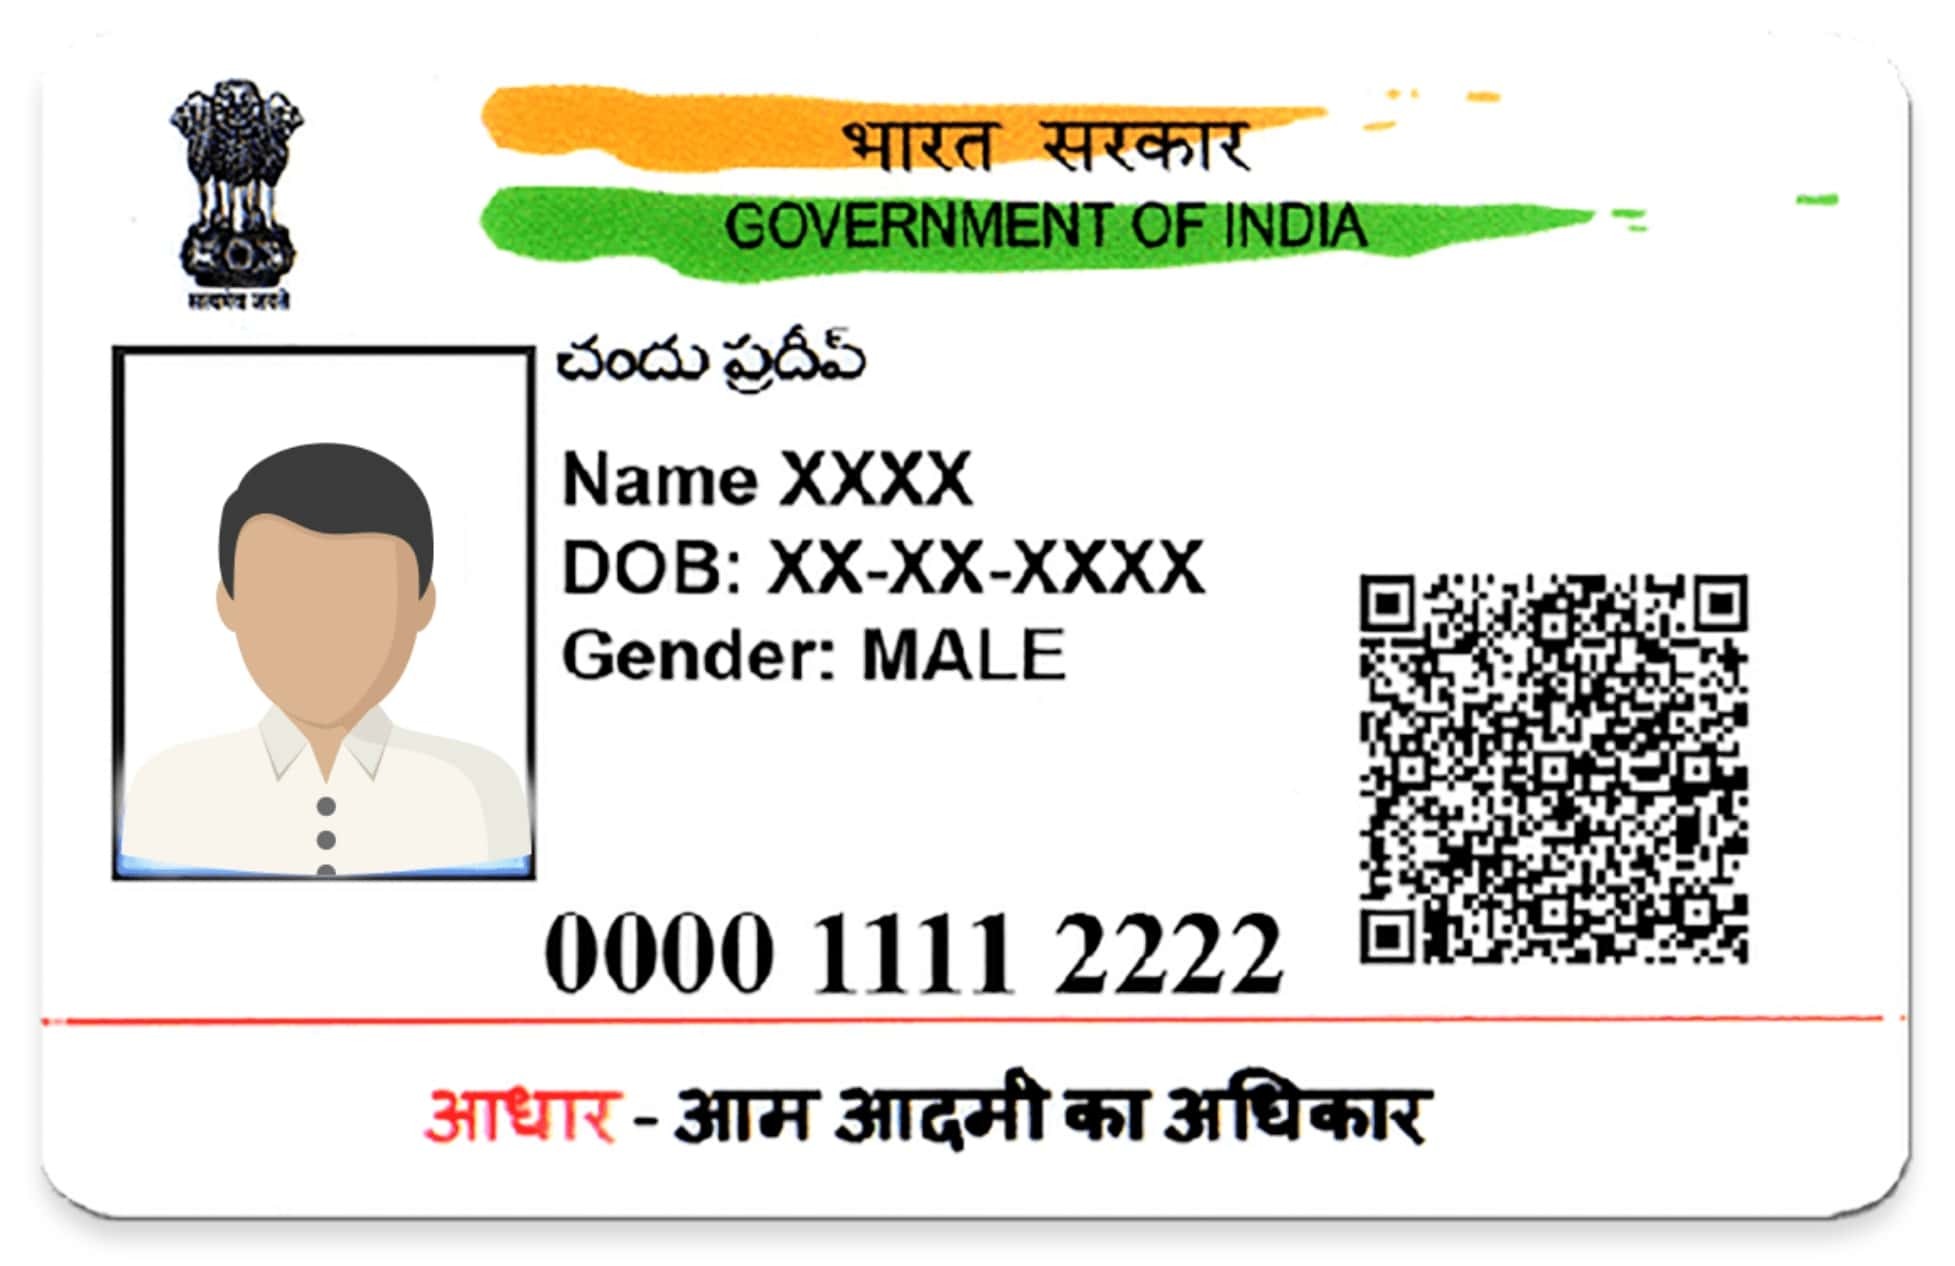 भारत सरकार
GOVERNMENT OF INDIA
सत्यमेव जयते
చందు ప్రదీప్
Name XXXX
DOB: XX-XX-XXXX
Gender: MALE
0000 1111 2222
आधार - आम आदमी का अधिकार